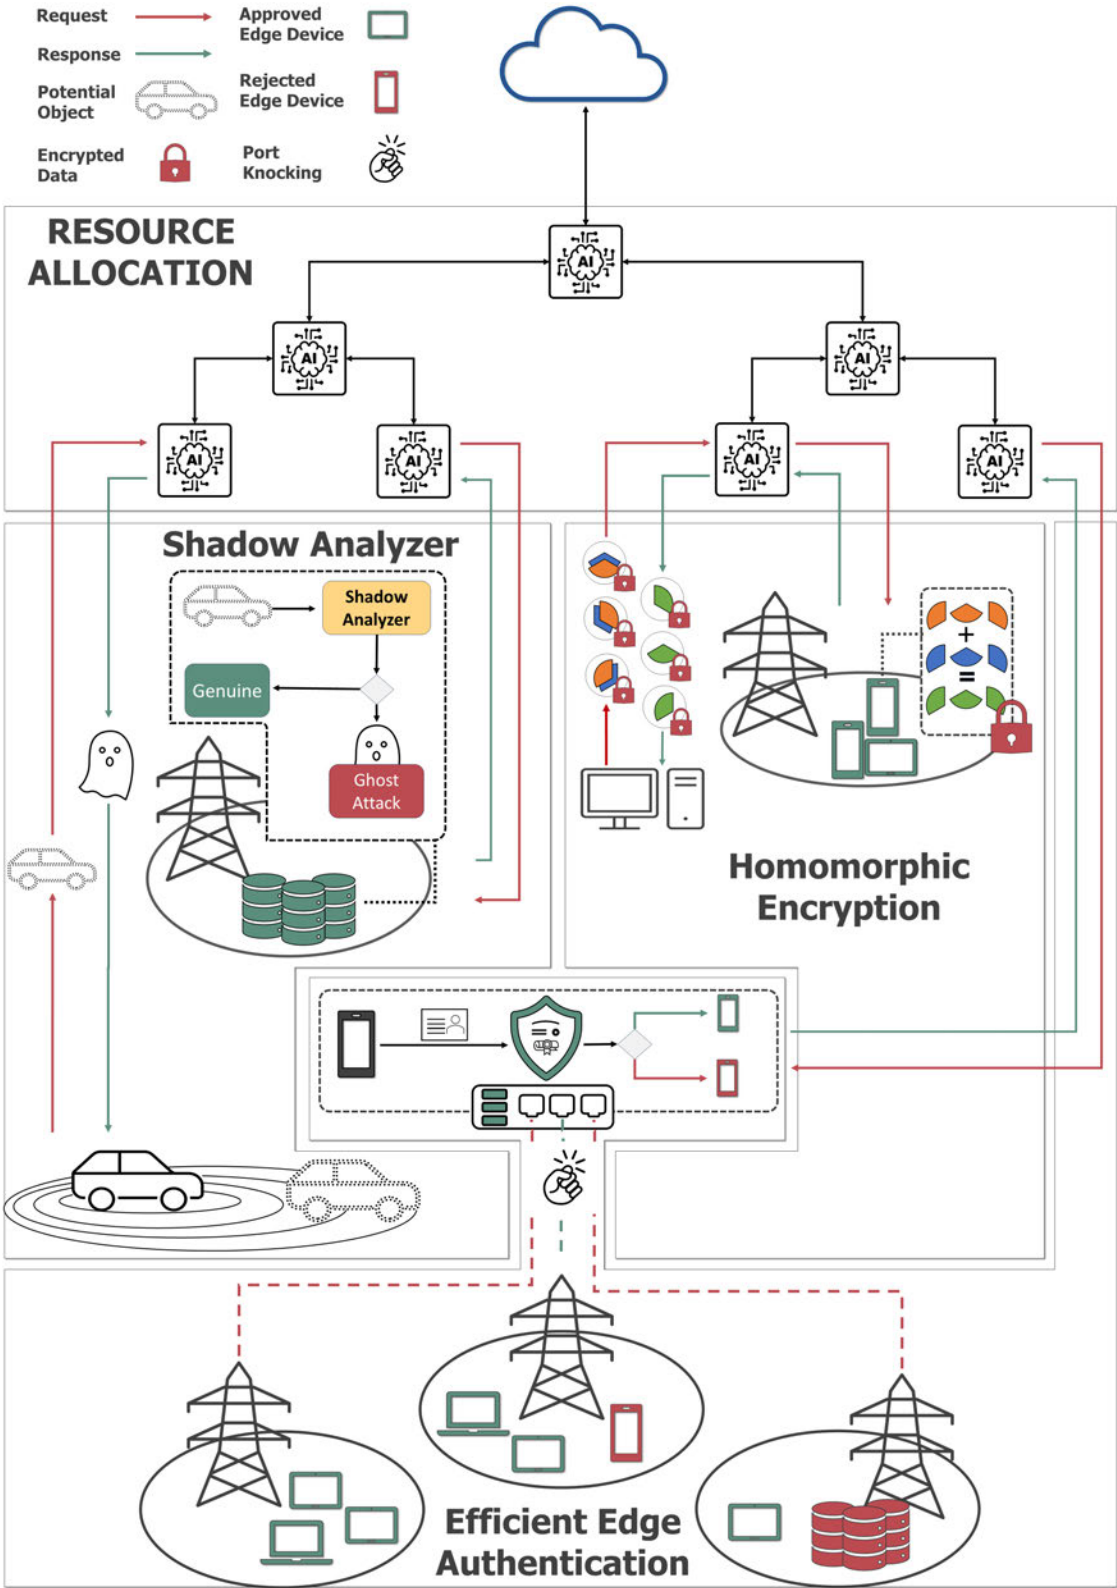 Request
Response
Potential
Object
Encrypted
Data
Approved
Edge Device
Rejected
Edge Device
Port
Knocking
RESOURCE
ALLOCATION
AI
AI
AI
AI
AI
AI
AI
Shadow Analyzer
Shadow
Analyzer
Genuine
Ghost
Attack
+
=
Homomorphic
Encryption
Efficient Edge
Authentication